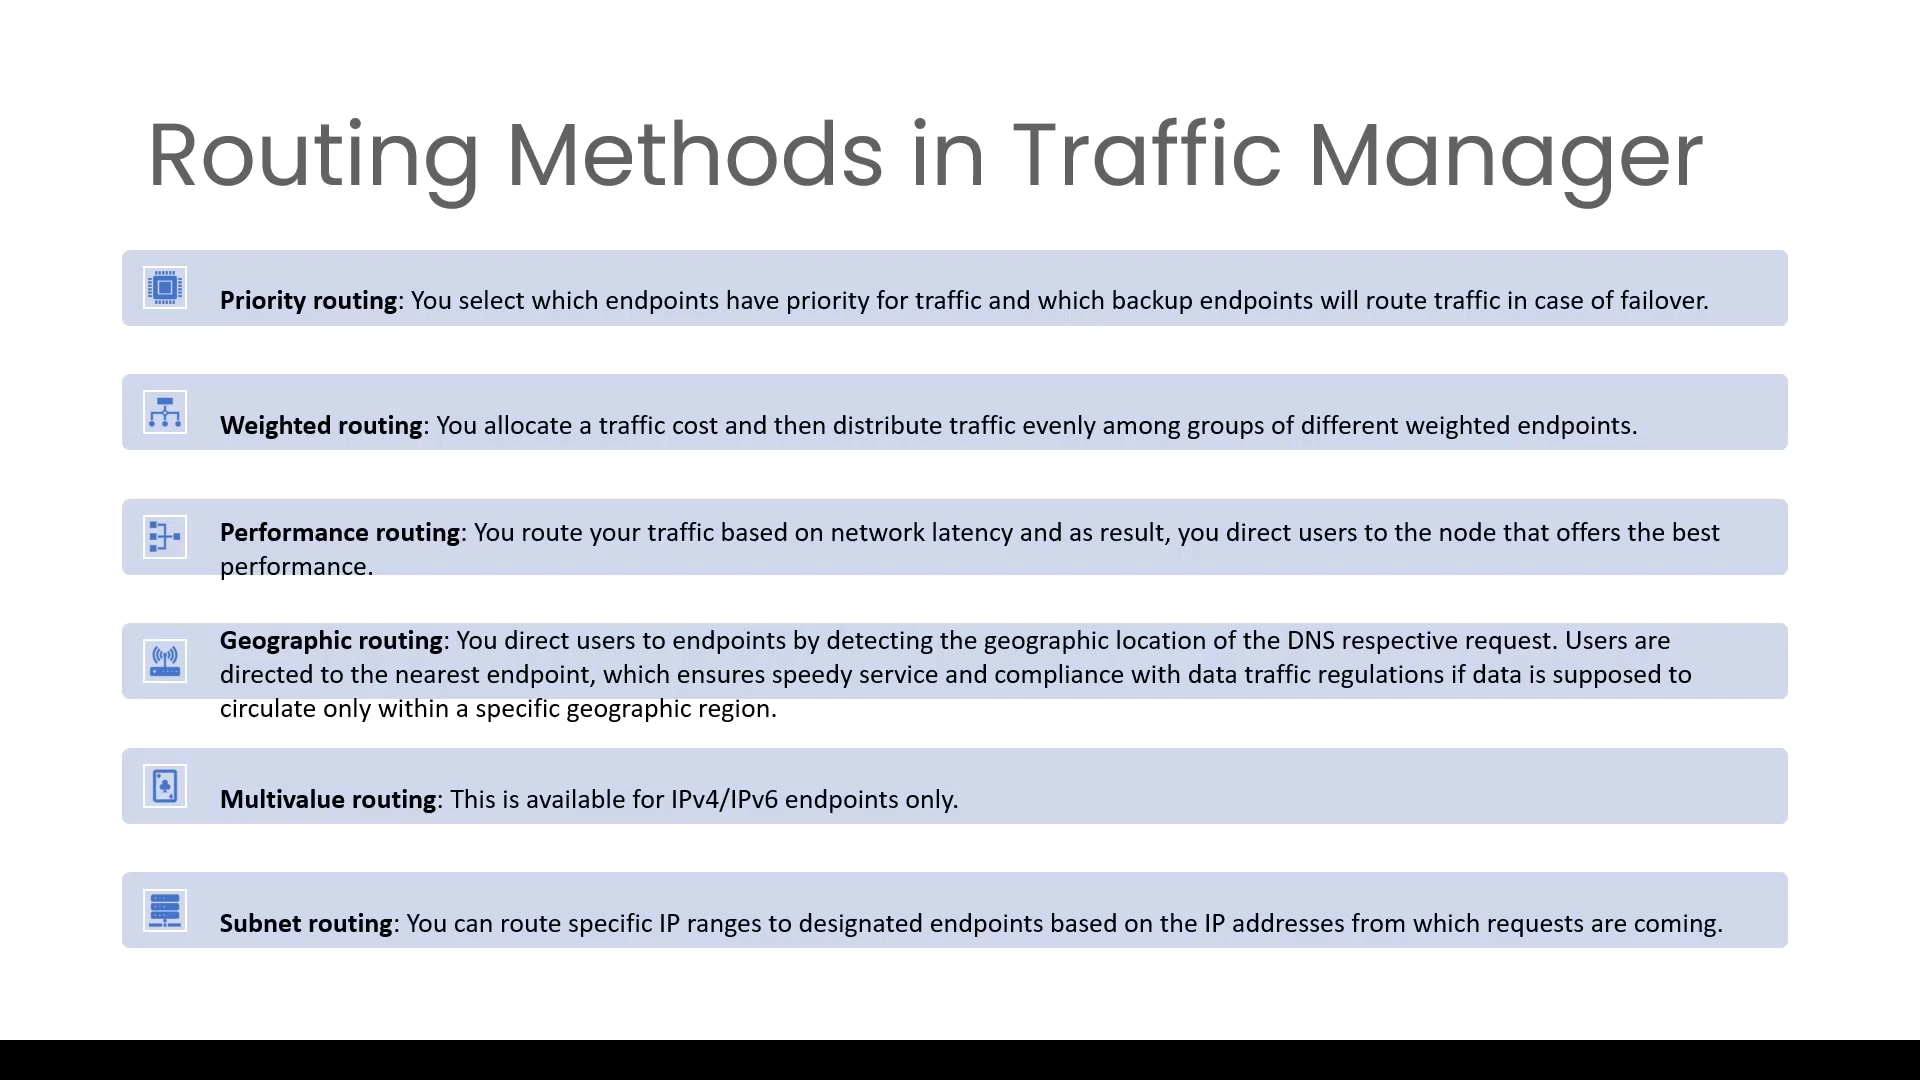 Routing Methods in Traffic Manager
Priority routing: You select which endpoints have priority for traffic and which backup endpoints will route traffic in case of failover.
Weighted routing: You allocate a traffic cost and then distribute traffic evenly among groups of different weighted endpoints.
Performance routing: You route your traffic based on network latency and as result, you direct users to the node that offers the best
performance.
Geographic routing: You direct users to endpoints by detecting the geographic location of the DNS respective request. Users are
directed to the nearest endpoint, which ensures speedy service and compliance with data traffic regulations if data is supposed to
circulate only within a specific geographic region.
Multivalue routing: This is available for IPv4/IPv6 endpoints only.
Subnet routing: You can route specific IP ranges to designated endpoints based on the IP addresses from which requests are coming.